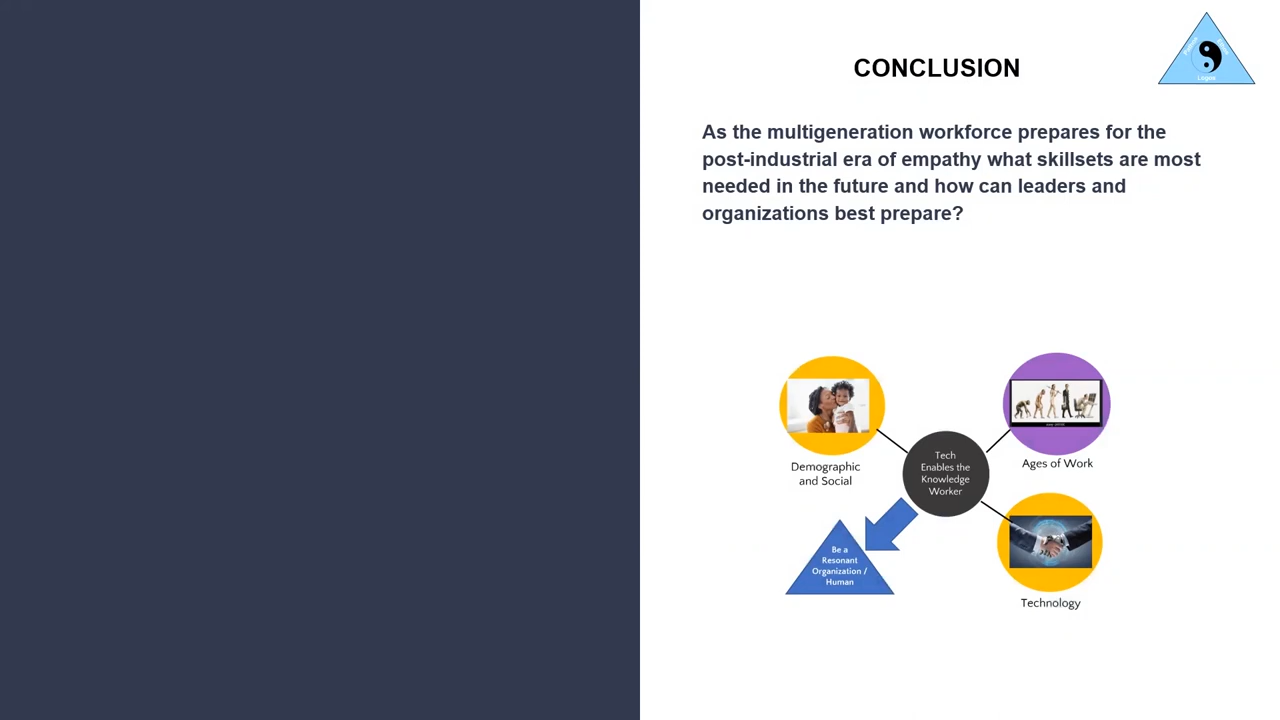 CONCLUSION
Logos
As the multigeneration workforce prepares for the
post-industrial era of empathy what skillsets are most
needed in the future and how can leaders and
organizations best prepare?
Demographic
and Social
Tech
Enables the
Knowledge
Worker
Ages of Work
Be a
Resonant
Organization /
Human
Technology